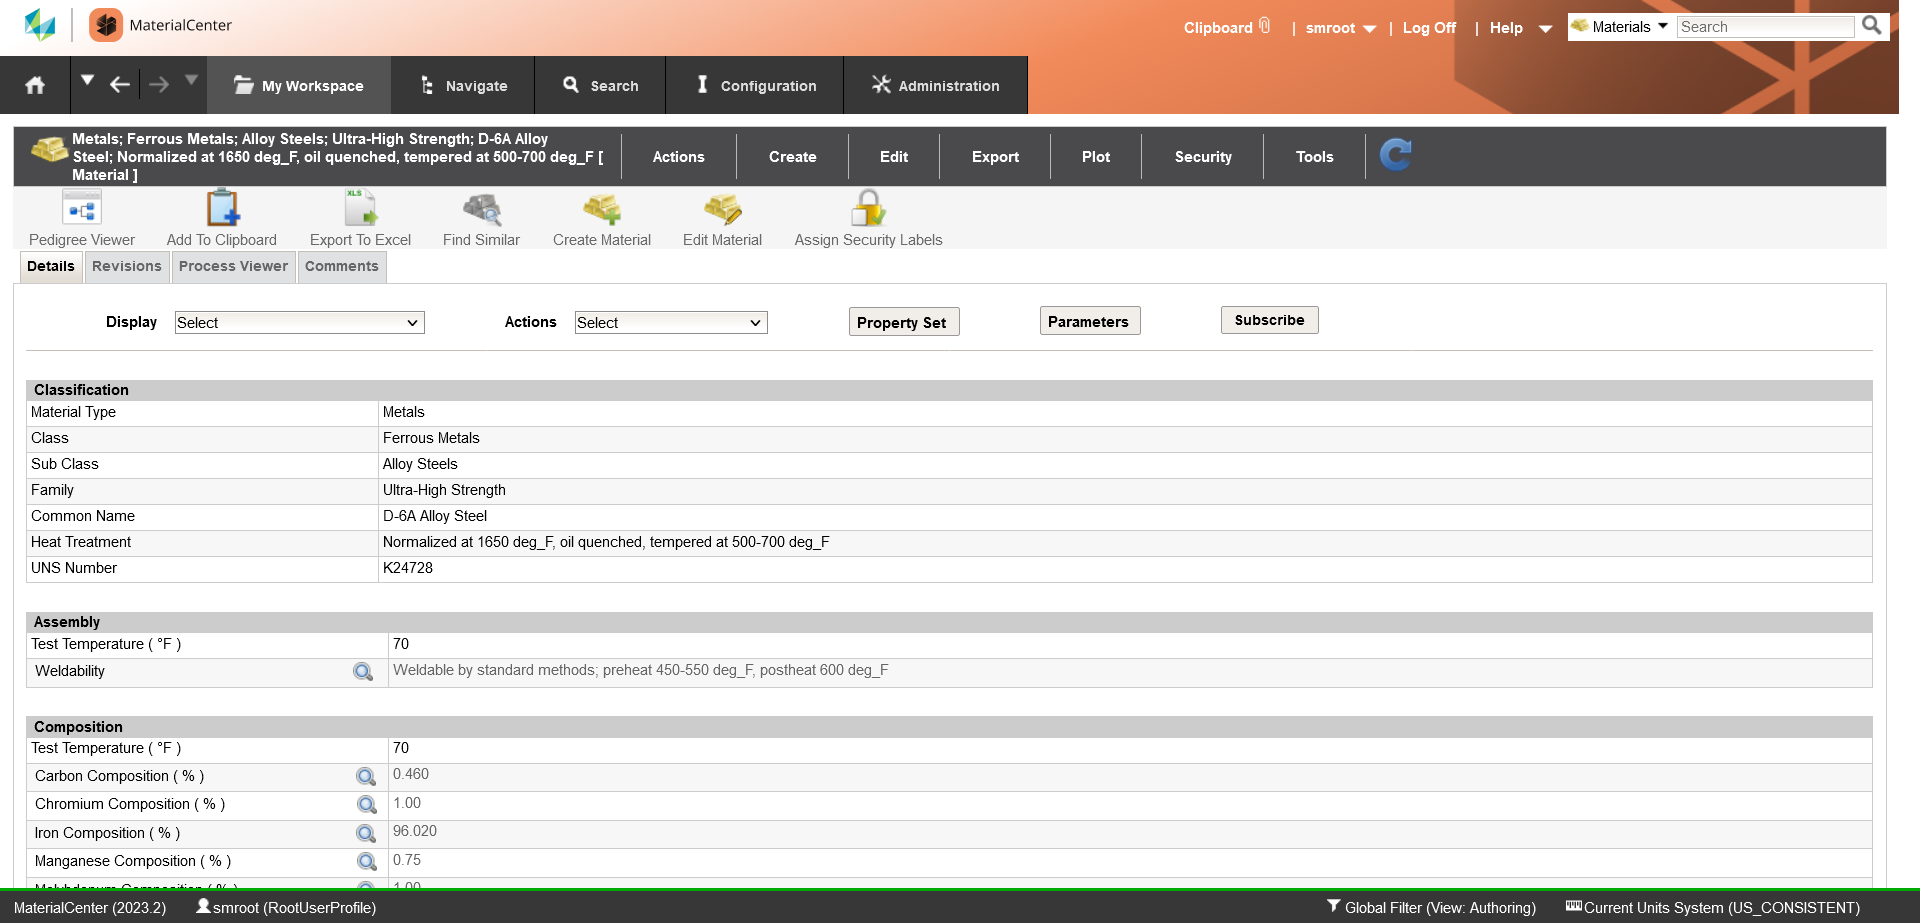 MaterialCenter
Clipboard | smroot | Log Off | Help Materials Search
My Workspace Navigate Search Configuration Administration
Metals; Ferrous Metals; Alloy Steels; Ultra-High Strength; D-6A Alloy
Steel; Normalized at 1650 deg_F, oil quenched, tempered at 500-700 deg_F [
Material ]
Actions Create Edit Export Plot Security Tools
XLS
Pedigree Viewer Add To Clipboard Export To Excel Find Similar Create Material Edit Material Assign Security Labels
Details Revisions Process Viewer Comments
Display Select Actions Select Property Set Parameters Subscribe
Classification
Material Type Metals
Class Ferrous Metals
Sub Class Alloy Steels
Family Ultra-High Strength
Common Name D-6A Alloy Steel
Heat Treatment Normalized at 1650 deg_F, oil quenched, tempered at 500-700 deg_F
UNS Number K24728
Assembly
Test Temperature ( °F ) 70
Weldability Weldable by standard methods; preheat 450-550 deg_F, postheat 600 deg_F
Composition
Test Temperature ( °F ) 70
Carbon Composition ( % ) 0.460
Chromium Composition ( % ) 1.00
Iron Composition ( % ) 96.020
Manganese Composition ( % ) 0.75
Molybdenum Composition ( % ) 1.00
MaterialCenter (2023.2) smroot (RootUserProfile) Global Filter (View: Authoring) Current Units System (US_CONSISTENT)